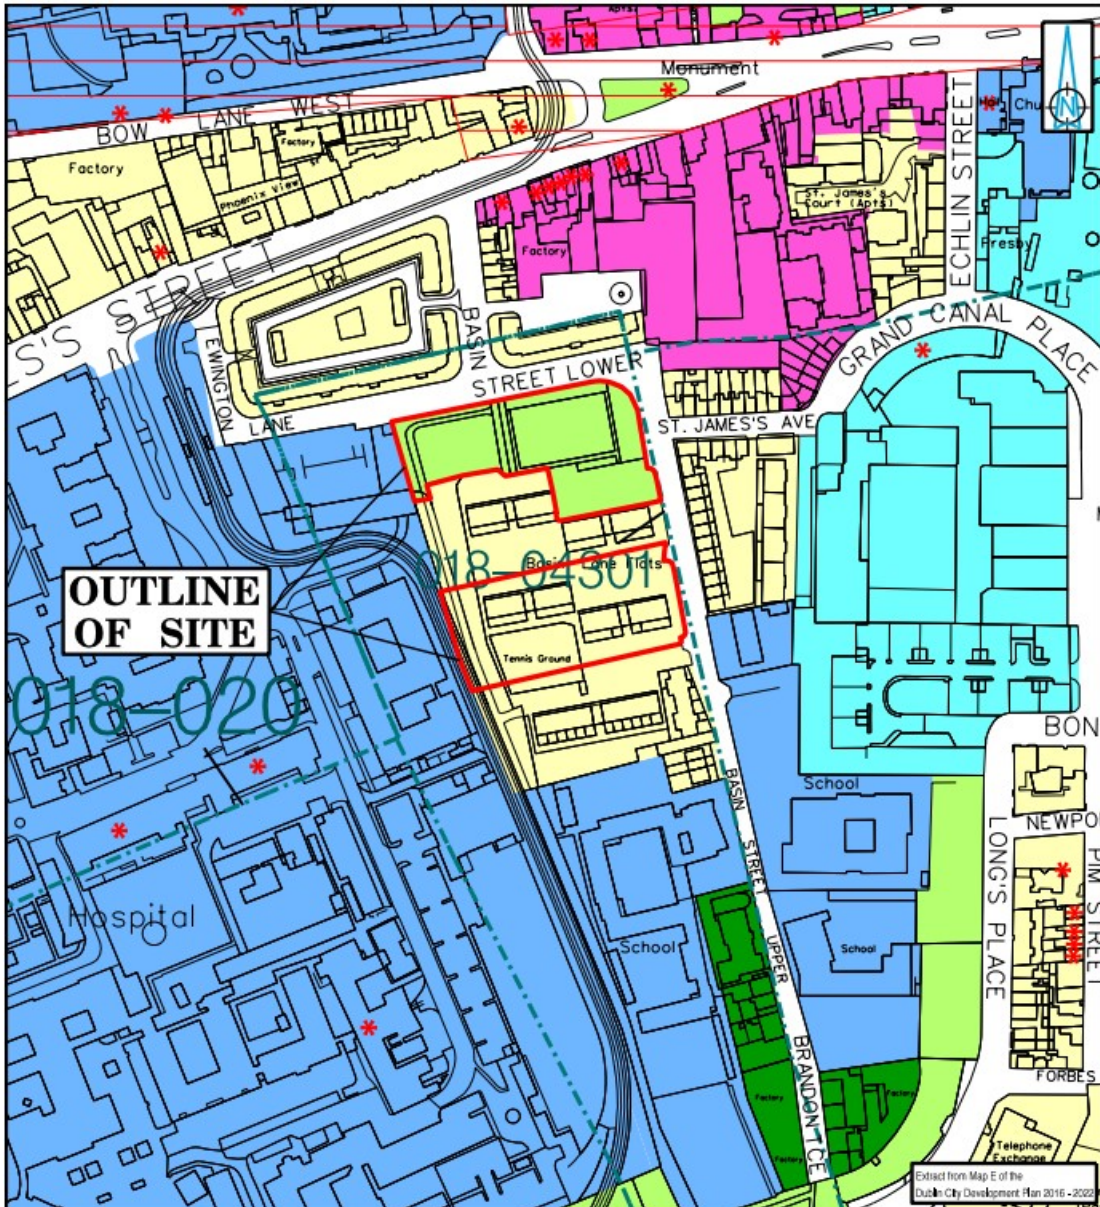 Apts.
Monument
BOW LANE WEST
Hall Chu
Factory
Factory
Phoenix View
St. James's
Court (Apts)
ECHLIN STREET
Presby
Factory
S'S STREET
GRAND CANAL PLACE
BASIN
STREET LOWER
EWINGTON
LANE
ST. JAMES'S AVE
OUTLINE
OF SITE
018-04301
Basin Lane Flats
Tennis Ground
018-020
BON
School
BASIN STREET UPPER
NEWPO
LONG'S PLACE
PIM STREET
Hospital
School
School
BRANDON TCE
FORBES
Factory
Factory
Factory
Telephone
Exchange
Extract from Map E of the
Dublin City Development Plan 2016 - 2022
N